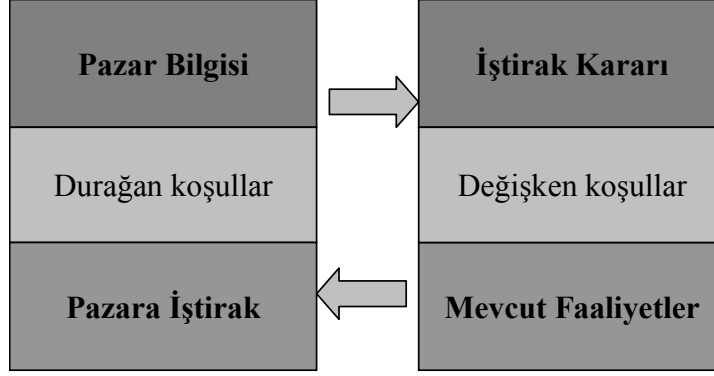 Pazar Bilgisi
Durağan koşullar
Pazara İştirak
İştirak Kararı
Değişken koşullar
Mevcut Faaliyetler